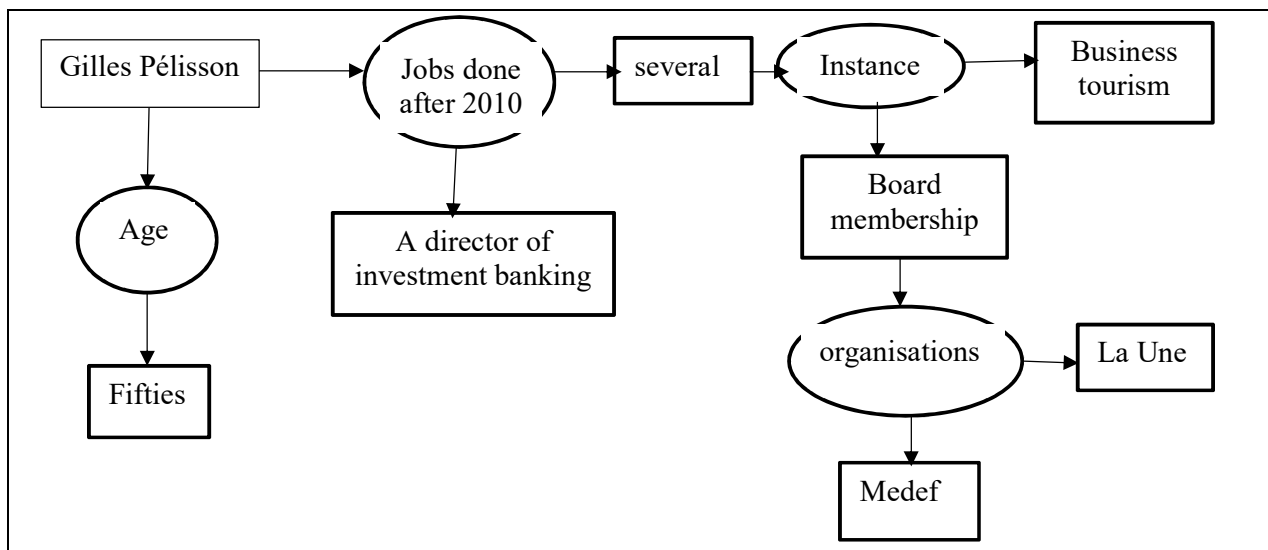 Gilles Pélisson
Jobs done
after 2010
several
Instance
Business
tourism
Board
membership
Age
A director of
investment banking
organisations
La Une
Fifties
Medef